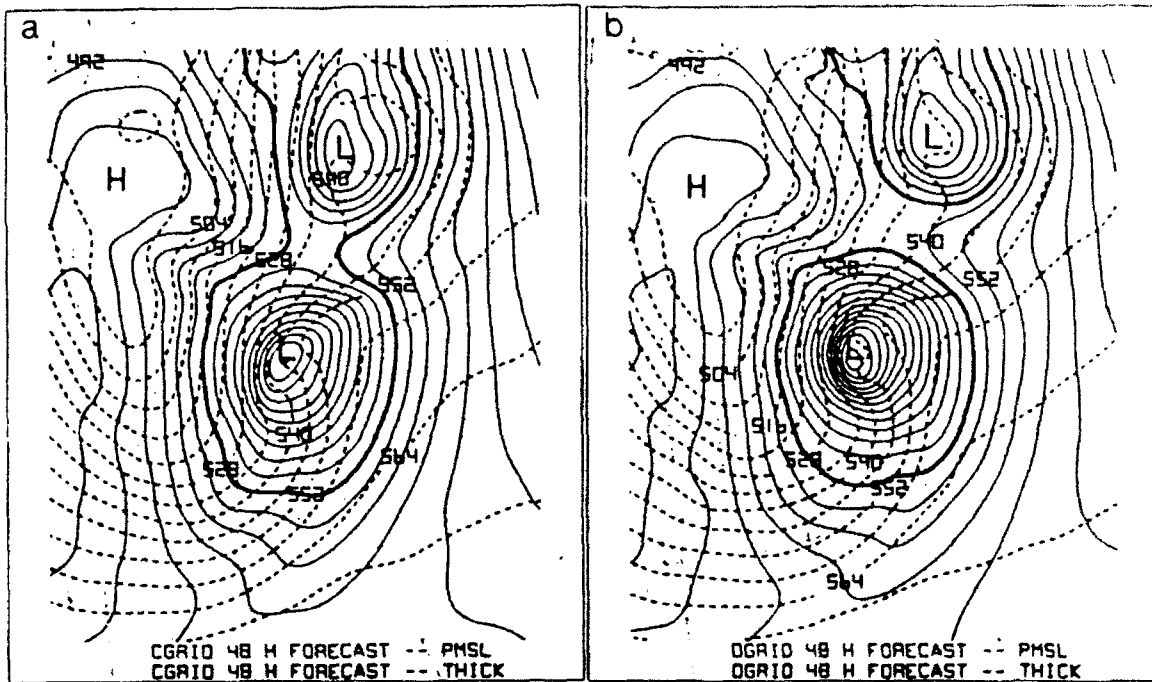 a
492
H
L
504
516
528
552
L
540
528
564
552
CGRID 48 H FORECAST -- PMSL
CGRID 48 H FORECAST -- THICK
b
492
H
L
540
528
552
504
516
528
540
552
564
DGRID 48 H FORECAST -- PMSL
DGRID 48 H FORECAST -- THICK